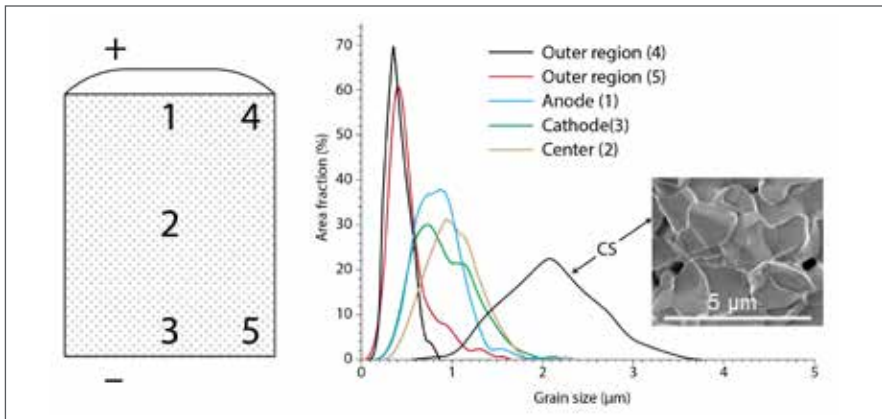 +
1
4
2
3
5
−
Area fraction (%)
70
60
50
40
30
20
10
0
0
1
2
3
4
5
Grain size (μm)
Outer region (4)
Outer region (5)
Anode (1)
Cathode(3)
Center (2)
CS
5 μm